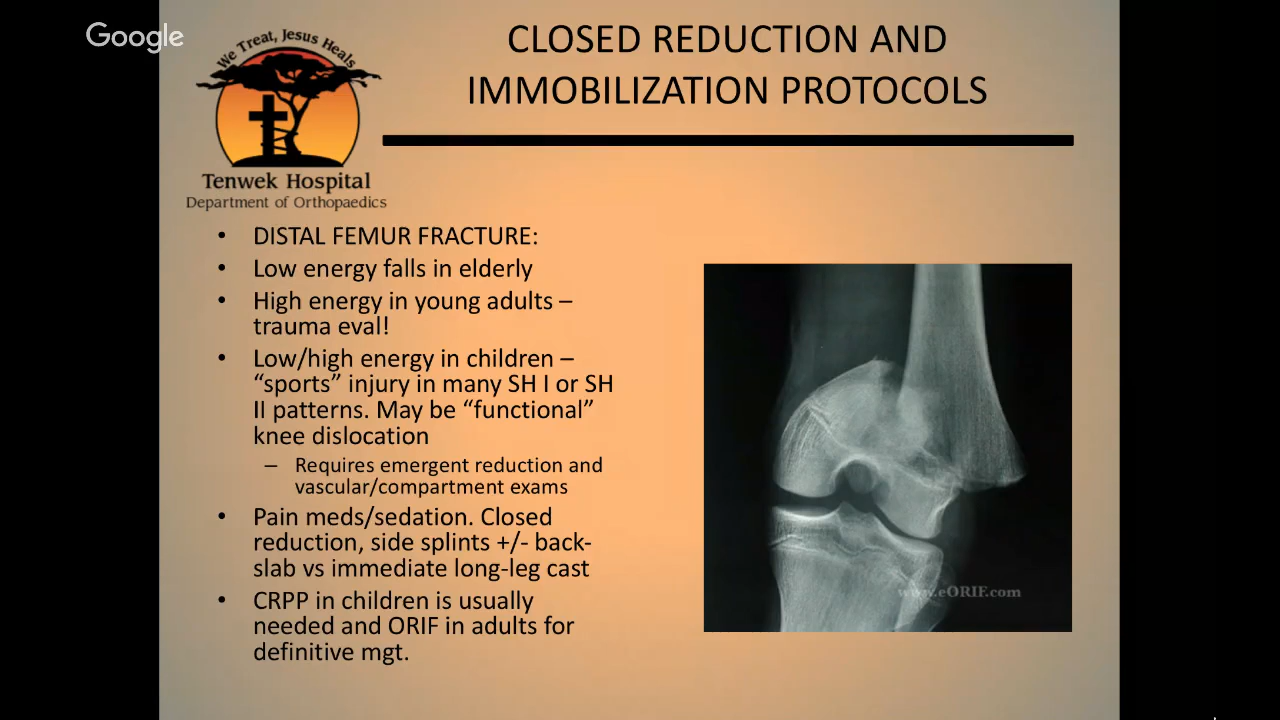 Google
We Treat, Jesus Heals
Tenwek Hospital
Department of Orthopaedics
CLOSED REDUCTION AND
IMMOBILIZATION PROTOCOLS
• DISTAL FEMUR FRACTURE:
• Low energy falls in elderly
• High energy in young adults –
trauma eval!
• Low/high energy in children –
“sports” injury in many SH I or SH
II patterns. May be “functional”
knee dislocation
– Requires emergent reduction and
vascular/compartment exams
• Pain meds/sedation. Closed
reduction, side splints +/- back-
slab vs immediate long-leg cast
• CRPP in children is usually
needed and ORIF in adults for
definitive mgt.
www.eORIF.com